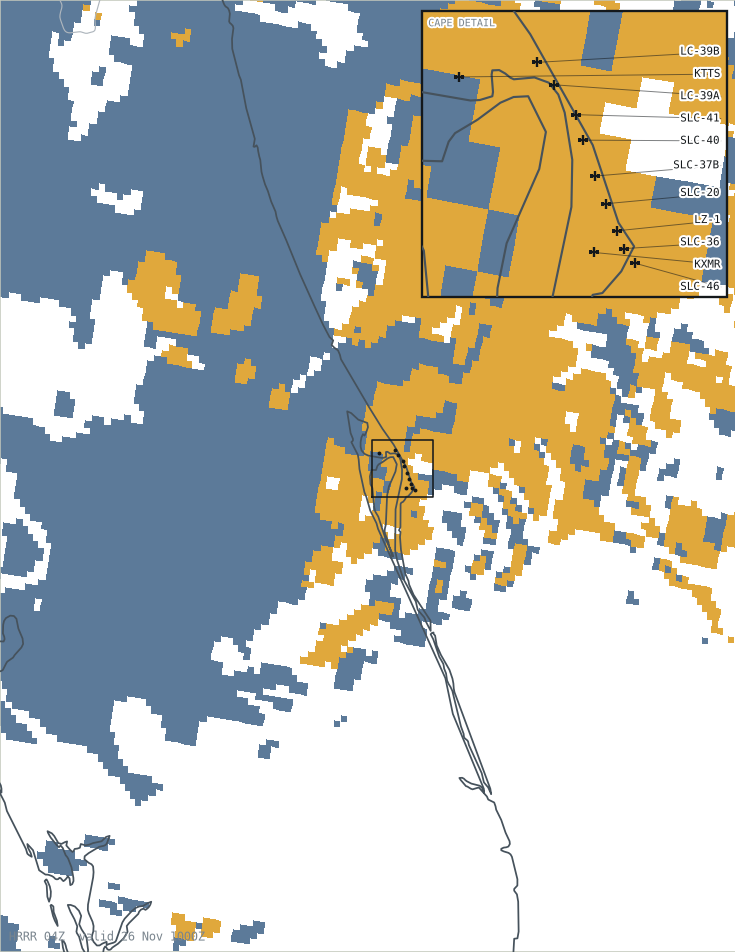 CAPE DETAIL
LC-39B
KTTS
LC-39A
SLC-41
SLC-40
SLC-37B
SLC-20
LZ-1
SLC-36
KXMR
SLC-46
HRRR 04Z valid 26 Nov 1000Z